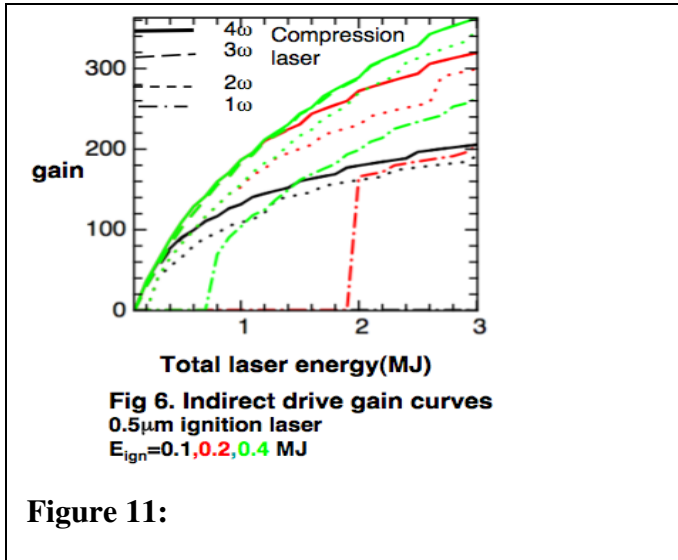 4ω Compression
3ω laser
2ω
1ω
300
200
gain
100
0
1 2 3
Total laser energy(MJ)
Fig 6. Indirect drive gain curves
0.5μm ignition laser
Eign=0.1,0.2,0.4 MJ
Figure 11: